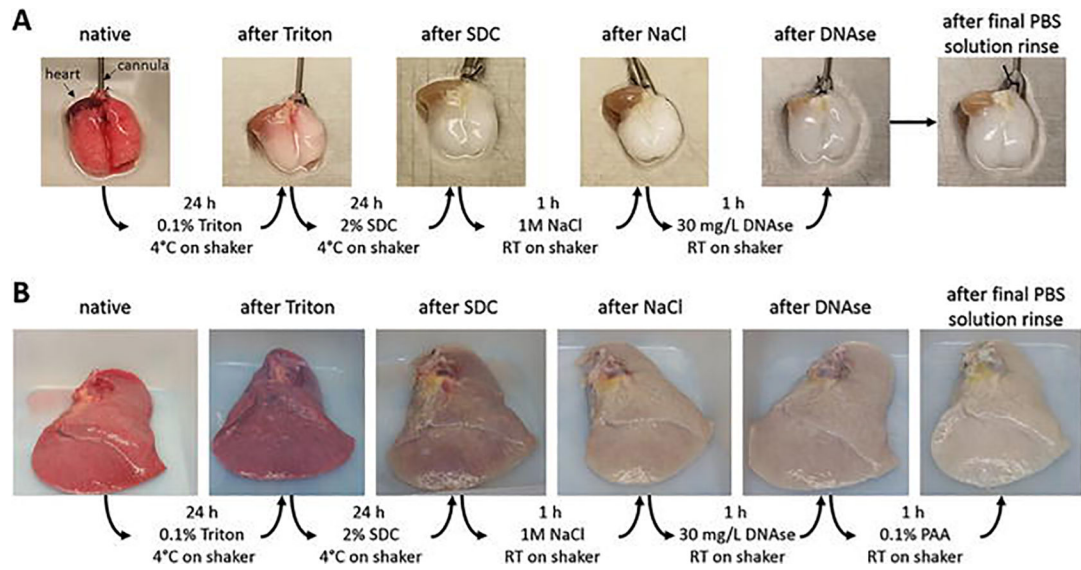 A
native
after Triton
after SDC
after NaCl
after DNAse
after final PBS
solution rinse
heart
cannula
24 h
0.1% Triton
4°C on shaker
24 h
2% SDC
4°C on shaker
1 h
1M NaCl
RT on shaker
1 h
30 mg/L DNAse
RT on shaker
B
native
after Triton
after SDC
after NaCl
after DNAse
after final PBS
solution rinse
24 h
0.1% Triton
4°C on shaker
24 h
2% SDC
4°C on shaker
1 h
1M NaCl
RT on shaker
1 h
30 mg/L DNAse
RT on shaker
1 h
0.1% PAA
RT on shaker